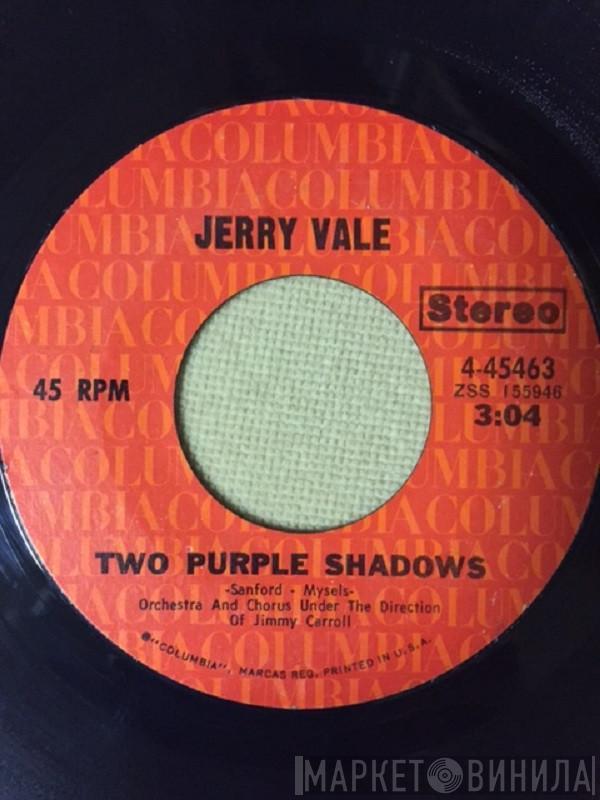 JERRY VALE
Stereo
45 RPM
4-45463
ZSS 155946
3:04
TWO PURPLE SHADOWS
-Sanford - Mysels-
Orchestra And Chorus Under The Direction
Of Jimmy Carroll
®"COLUMBIA", MARCAS REG. PRINTED IN U.S.A.
МАРКЕТ ВИНИЛА